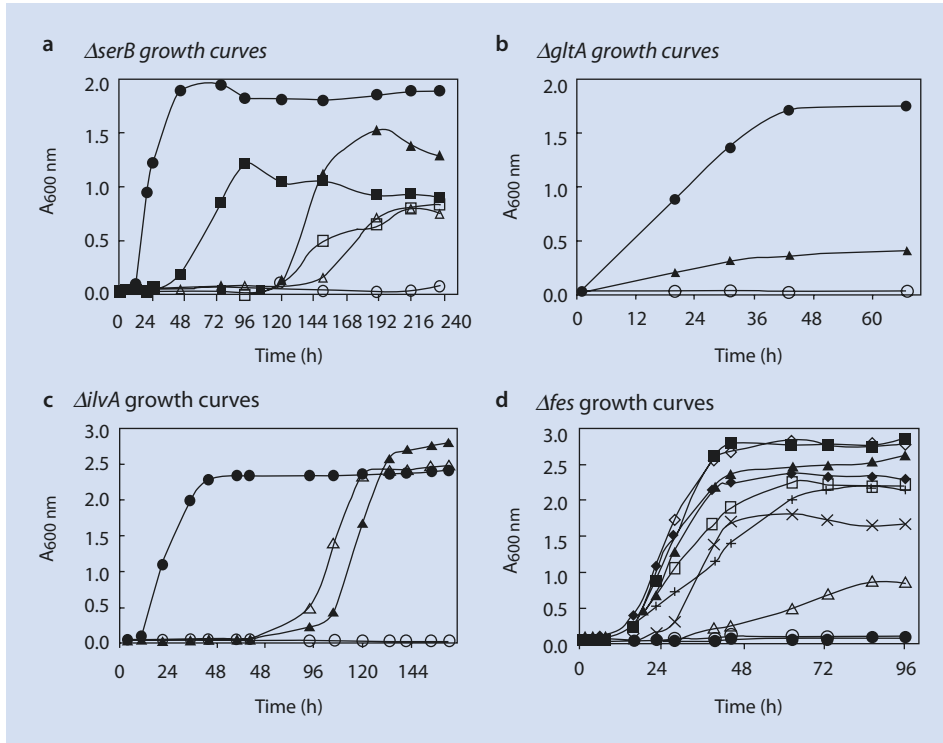 a ΔserB growth curves
2.0
1.5
1.0
0.5
0.0
A600 nm
0 24 48 72 96 120 144 168 192 216 240
Time (h)
b ΔgltA growth curves
2.0
1.5
1.0
0.5
0.0
A600 nm
0 12 24 36 48 60
Time (h)
c ΔilvA growth curves
3.0
2.5
2.0
1.5
1.0
0.5
0.0
A600 nm
0 24 48 48 96 120 144
Time (h)
d Δfes growth curves
3.0
2.5
2.0
1.5
1.0
0.5
0.0
A600 nm
0 24 48 72 96
Time (h)